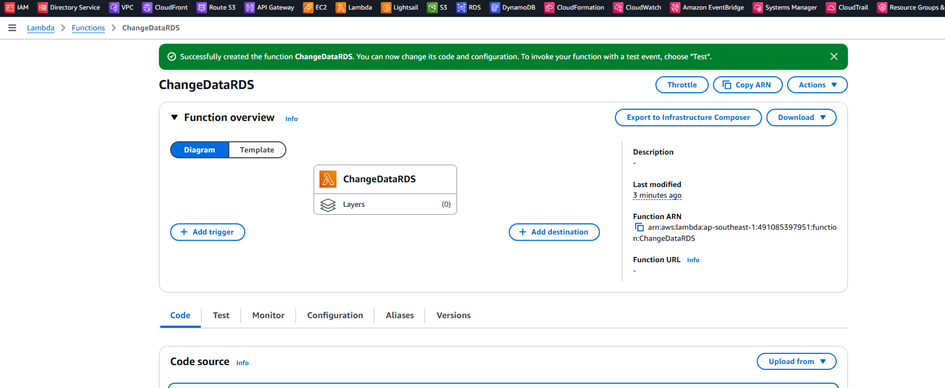 IAM Directory Service VPC CloudFront Route 53 API Gateway EC2 Lambda Lightsail S3 RDS DynamoDB CloudFormation CloudWatch Amazon EventBridge Systems Manager CloudTrail Resource Groups &
Lambda > Functions > ChangeDataRDS
Successfully created the function ChangeDataRDS. You can now change its code and configuration. To invoke your function with a test event, choose "Test".
ChangeDataRDS
Throttle Copy ARN Actions
Function overview Info
Export to Infrastructure Composer Download
Diagram Template
ChangeDataRDS
Layers (0)
+ Add trigger
+ Add destination
Description
-
Last modified
3 minutes ago
Function ARN
arn:aws:lambda:ap-southeast-1:491085397951:functio
n:ChangeDataRDS
Function URL Info
-
Code Test Monitor Configuration Aliases Versions
Code source Info
Upload from